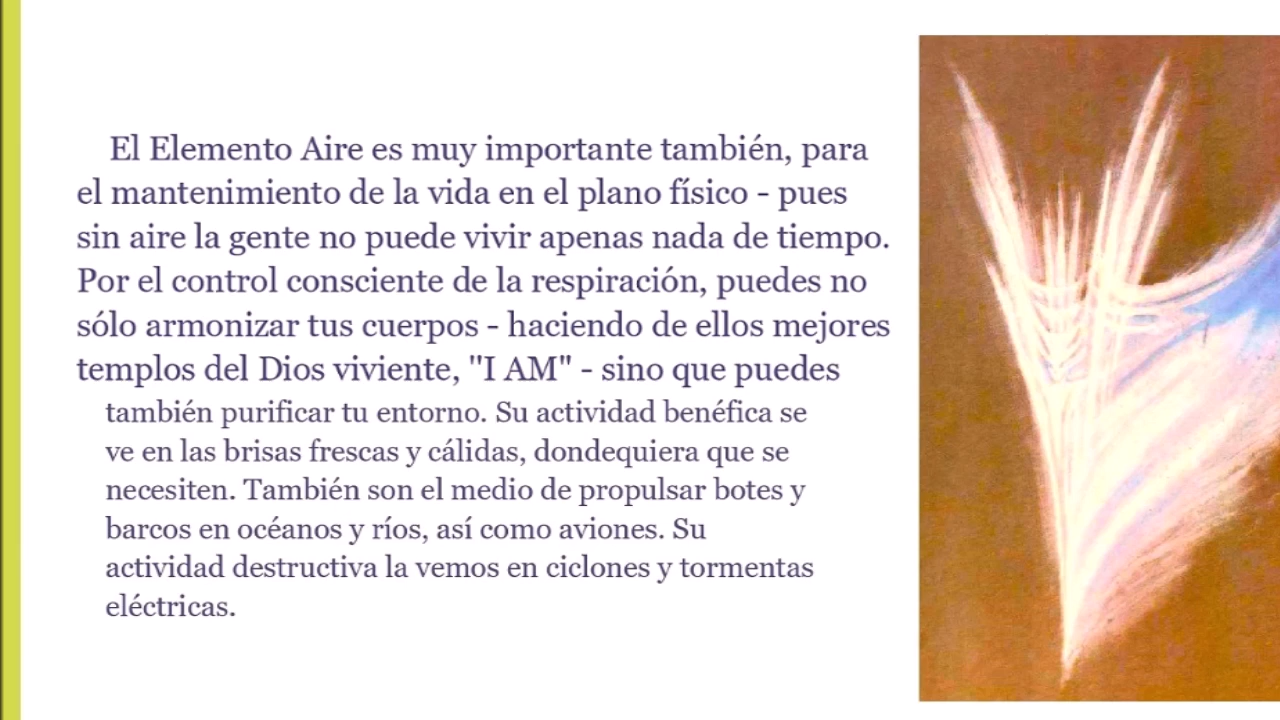 El Elemento Aire es muy importante también, para
el mantenimiento de la vida en el plano físico - pues
sin aire la gente no puede vivir apenas nada de tiempo.
Por el control consciente de la respiración, puedes no
sólo armonizar tus cuerpos - haciendo de ellos mejores
templos del Dios viviente, "I AM" - sino que puedes
también purificar tu entorno. Su actividad benéfica se
ve en las brisas frescas y cálidas, dondequiera que se
necesiten. También son el medio de propulsar botes y
barcos en océanos y ríos, así como aviones. Su
actividad destructiva la vemos en ciclones y tormentas
eléctricas.